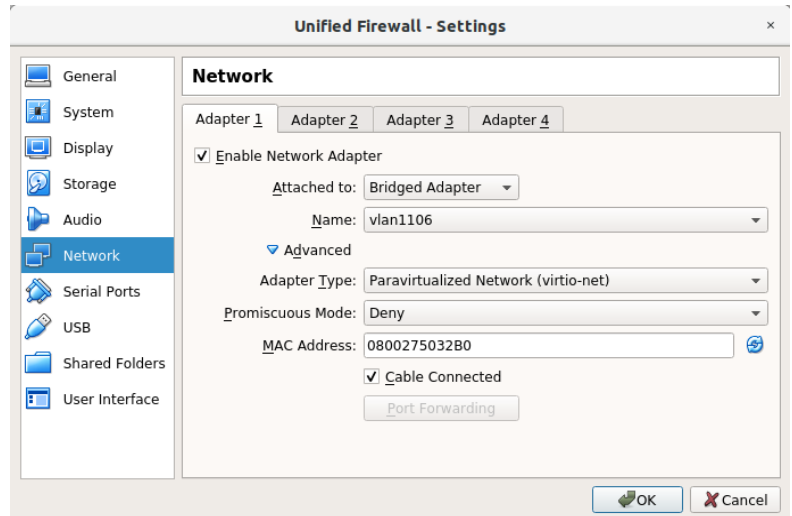 Unified Firewall - Settings
×
General
System
Display
Storage
Audio
Network
Serial Ports
USB
Shared Folders
User Interface
Network
Adapter 1 Adapter 2 Adapter 3 Adapter 4
Enable Network Adapter
Attached to: Bridged Adapter
Name: vlan1106
Advanced
Adapter Type: Paravirtualized Network (virtio-net)
Promiscuous Mode: Deny
MAC Address: 0800275032B0
Cable Connected
Port Forwarding
OK Cancel